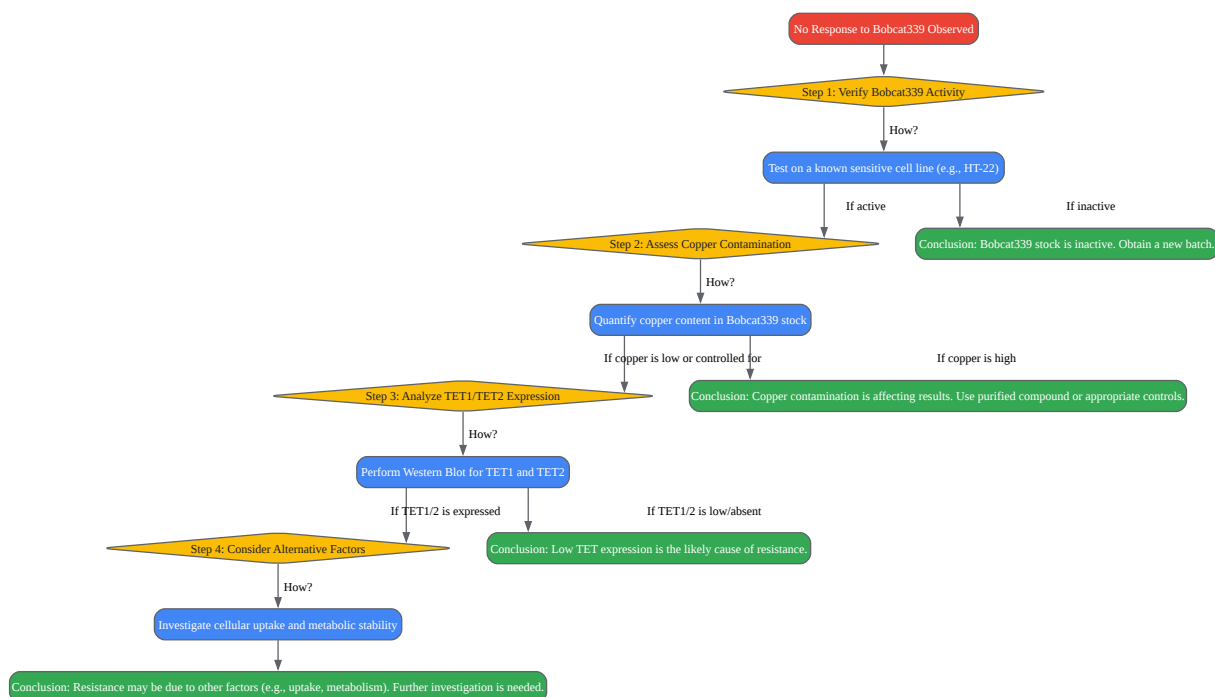 No Response to Bobcat339 Observed
Step 1: Verify Bobcat339 Activity
How?
Test on a known sensitive cell line (e.g., HT-22)
If active
If inactive
Step 2: Assess Copper Contamination
Conclusion: Bobcat339 stock is inactive. Obtain a new batch.
How?
Quantify copper content in Bobcat339 stock
If copper is low or controlled for
If copper is high
Step 3: Analyze TET1/TET2 Expression
Conclusion: Copper contamination is affecting results. Use purified compound or appropriate controls.
How?
Perform Western Blot for TET1 and TET2
If TET1/2 is expressed
If TET1/2 is low/absent
Step 4: Consider Alternative Factors
Conclusion: Low TET expression is the likely cause of resistance.
How?
Investigate cellular uptake and metabolic stability
Conclusion: Resistance may be due to other factors (e.g., uptake, metabolism). Further investigation is needed.